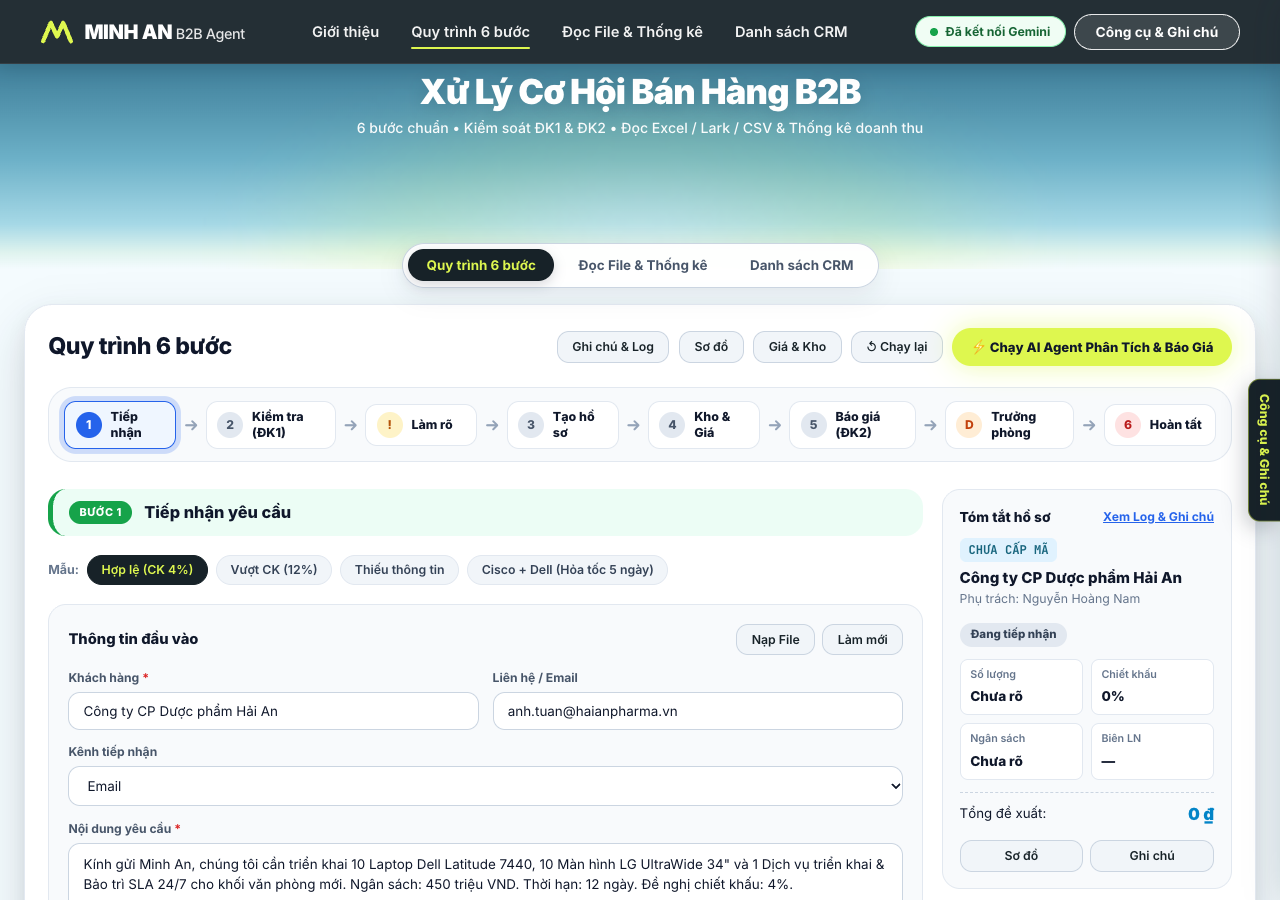 MINH AN B2B Agent
Giới thiệu
Quy trình 6 bước
Đọc File & Thống kê
Danh sách CRM
Đã kết nối Gemini
Công cụ & Ghi chú
Xử Lý Cơ Hội Bán Hàng B2B
6 bước chuẩn • Kiểm soát ĐK1 & ĐK2 • Đọc Excel / Lark / CSV & Thống kê doanh thu
Quy trình 6 bước
Đọc File & Thống kê
Danh sách CRM
Quy trình 6 bước
Ghi chú & Log
Sơ đồ
Giá & Kho
↺ Chạy lại
⚡ Chạy AI Agent Phân Tích & Báo Giá
1 Tiếp nhận
2 Kiểm tra (ĐK1)
! Làm rõ
3 Tạo hồ sơ
4 Kho & Giá
5 Báo giá (ĐK2)
D Trưởng phòng
6 Hoàn tất
Công cụ & Ghi chú
BƯỚC 1 Tiếp nhận yêu cầu
Mẫu:
Hợp lệ (CK 4%)
Vượt CK (12%)
Thiếu thông tin
Cisco + Dell (Hỏa tốc 5 ngày)
Thông tin đầu vào
Nạp File
Làm mới
Khách hàng *
Công ty CP Dược phẩm Hải An
Liên hệ / Email
anh.tuan@haianpharma.vn
Kênh tiếp nhận
Email
Nội dung yêu cầu *
Kính gửi Minh An, chúng tôi cần triển khai 10 Laptop Dell Latitude 7440, 10 Màn hình LG UltraWide 34" và 1 Dịch vụ triển khai &
Bảo trì SLA 24/7 cho khối văn phòng mới. Ngân sách: 450 triệu VND. Thời hạn: 12 ngày. Đề nghị chiết khấu: 4%.
Tóm tắt hồ sơ
Xem Log & Ghi chú
CHƯA CẤP MÃ
Công ty CP Dược phẩm Hải An
Phụ trách: Nguyễn Hoàng Nam
Đang tiếp nhận
Số lượng
Chưa rõ
Chiết khấu
0%
Ngân sách
Chưa rõ
Biên LN
—
Tổng đề xuất:
0 ₫
Sơ đồ
Ghi chú